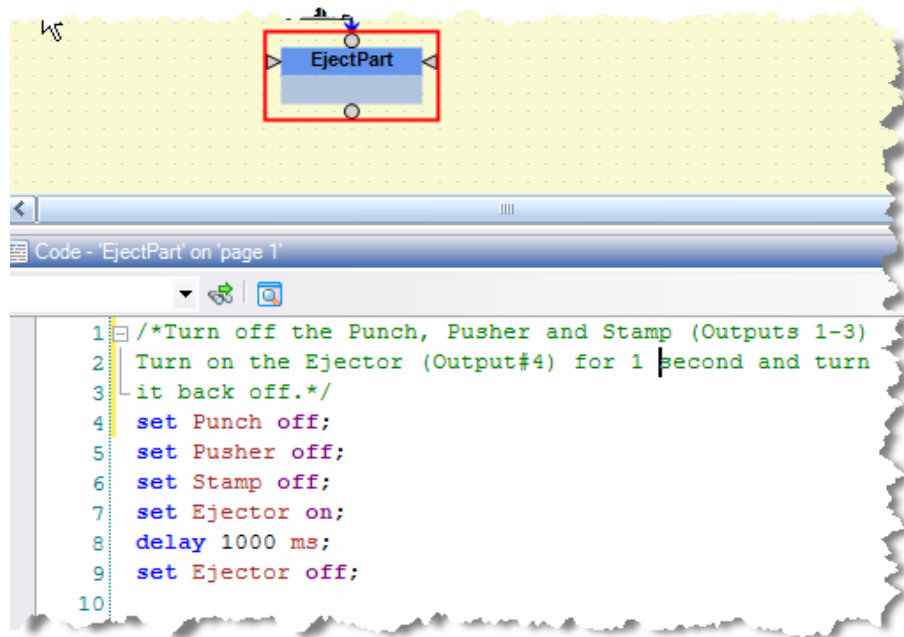 EjectPart
Code - 'EjectPart' on 'page 1'
1 /*Turn off the Punch, Pusher and Stamp (Outputs 1-3)
2 Turn on the Ejector (Output#4) for 1 second and turn
3 it back off.*/
4 set Punch off;
5 set Pusher off;
6 set Stamp off;
7 set Ejector on;
8 delay 1000 ms;
9 set Ejector off;
10